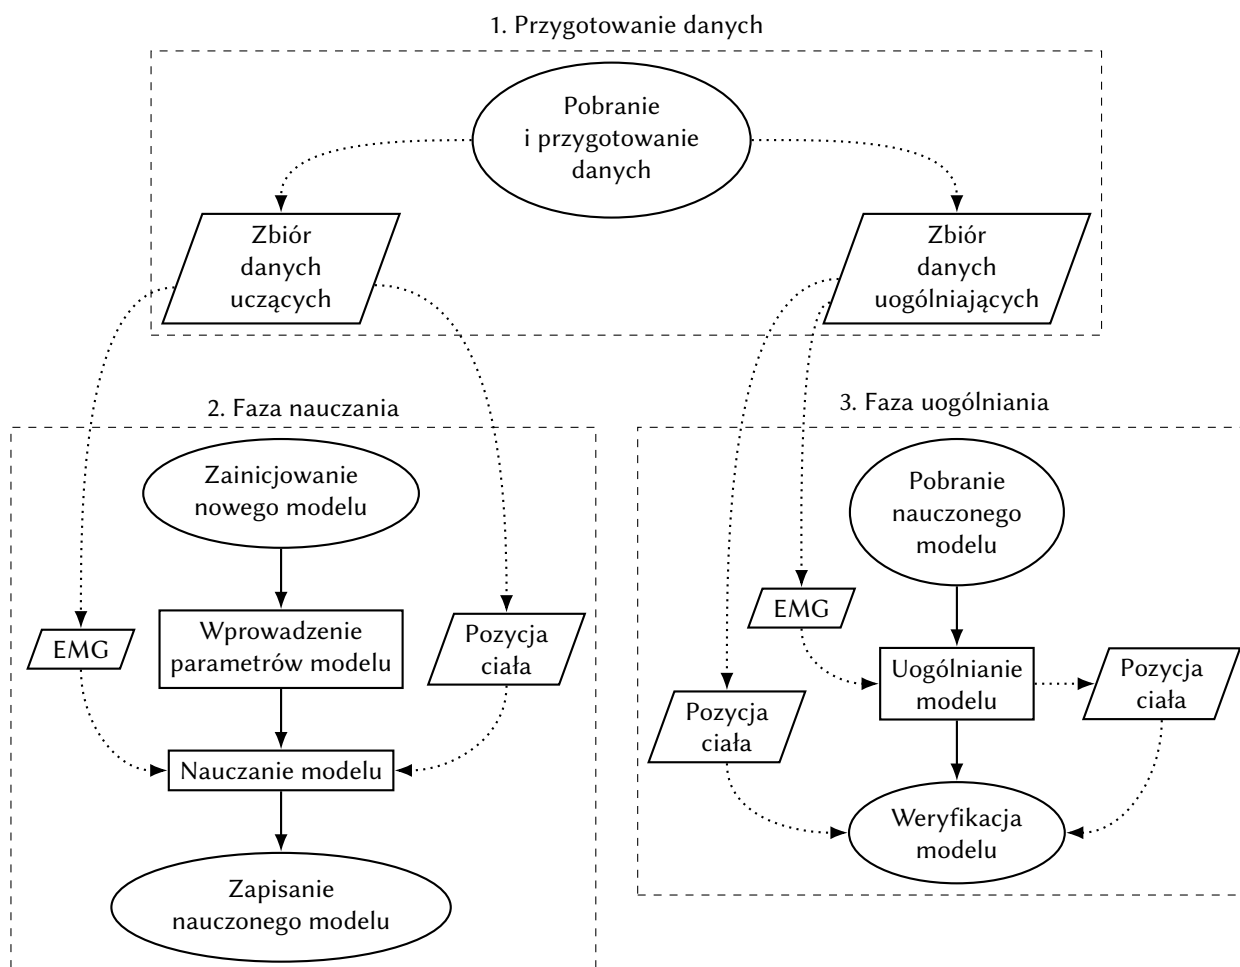 1. Przygotowanie danych
Pobranie
i przygotowanie
danych
Zbiór
danych
uczących
Zbiór
danych
uogólniających
2. Faza nauczania
Zainicjowanie
nowego modelu
EMG
Wprowadzenie
parametrów modelu
Pozycja
ciała
Nauczanie modelu
Zapisanie
nauczonego modelu
3. Faza uogólniania
Pobranie
nauczonego
modelu
EMG
Uogólnianie
modelu
Pozycja
ciała
Pozycja
ciała
Weryfikacja
modelu